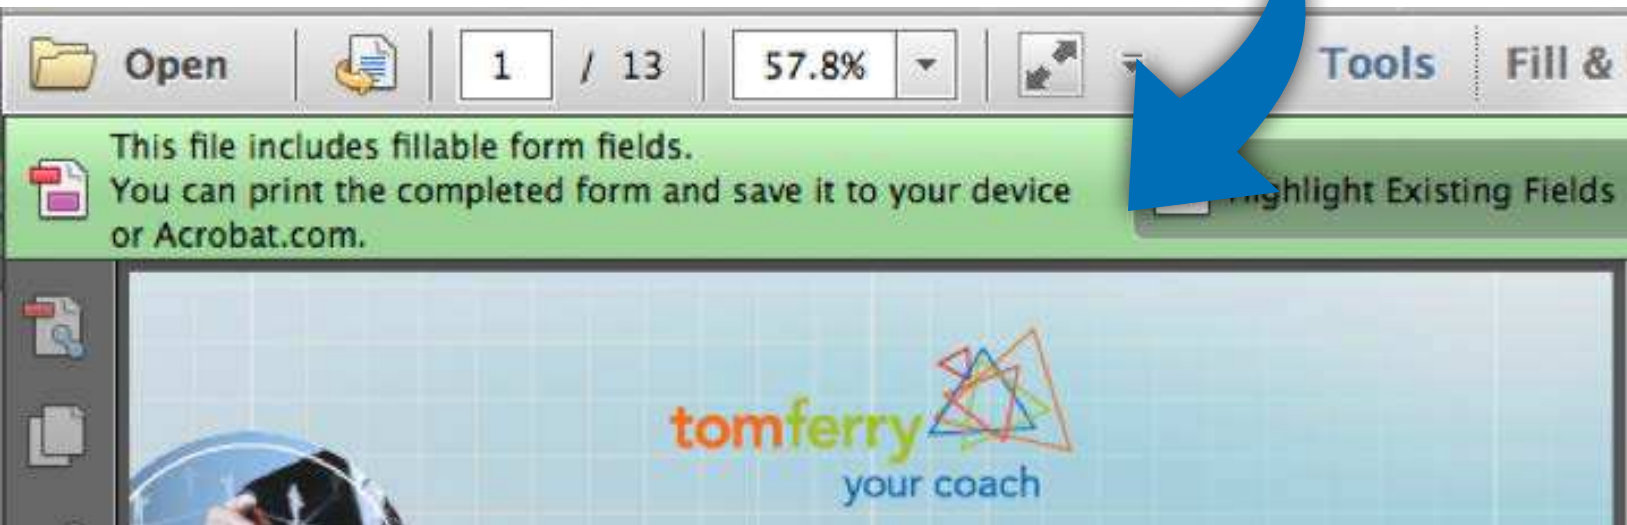 Open
1 / 13
57.8%
Tools
Fill &
This file includes fillable form fields.
You can print the completed form and save it to your device
or Acrobat.com.
Highlight Existing Fields
tomferry
your coach